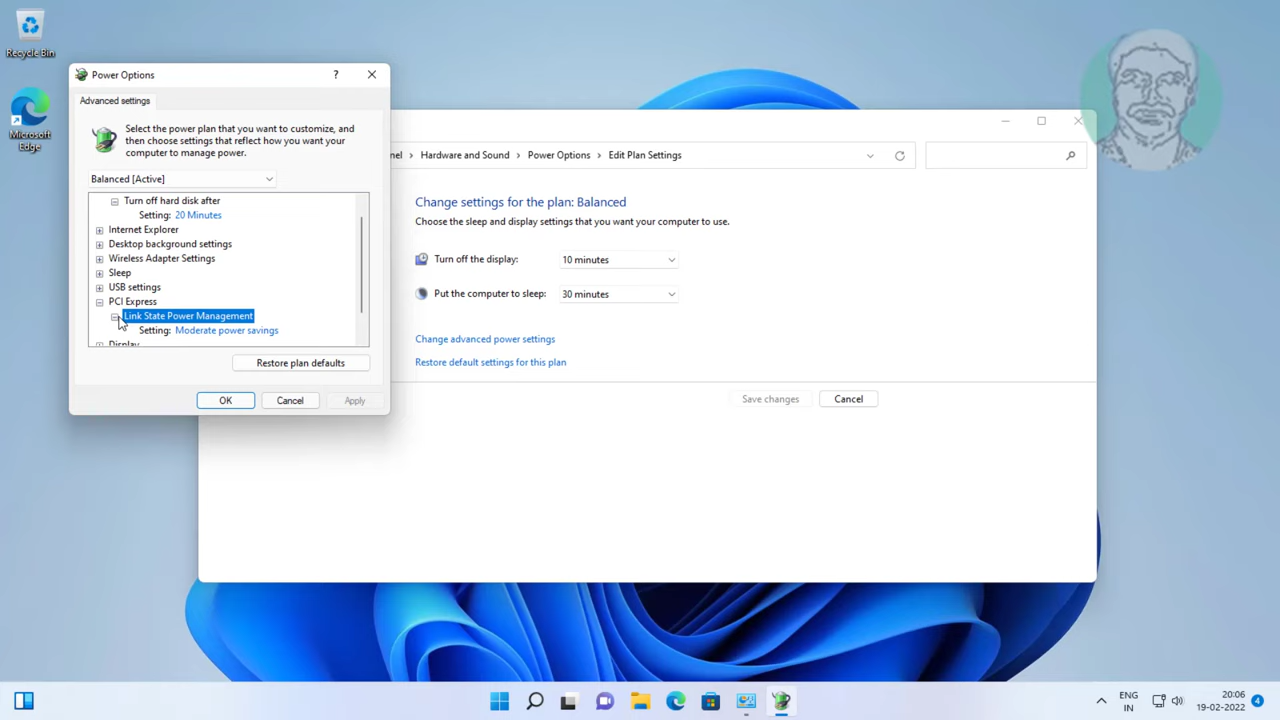 Recycle Bin
Microsoft
Edge
Power Options
?
Advanced settings
Select the power plan that you want to customize, and
then choose settings that reflect how you want your
computer to manage power.
Balanced [Active]
Turn off hard disk after
Setting: 20 Minutes
Internet Explorer
Desktop background settings
Wireless Adapter Settings
Sleep
USB settings
PCI Express
Link State Power Management
Setting: Moderate power savings
Display
Restore plan defaults
OK Cancel Apply
nel › Hardware and Sound › Power Options › Edit Plan Settings
Change settings for the plan: Balanced
Choose the sleep and display settings that you want your computer to use.
Turn off the display: 10 minutes
Put the computer to sleep: 30 minutes
Change advanced power settings
Restore default settings for this plan
Save changes Cancel
ENG
IN
20:06
19-02-2022
4